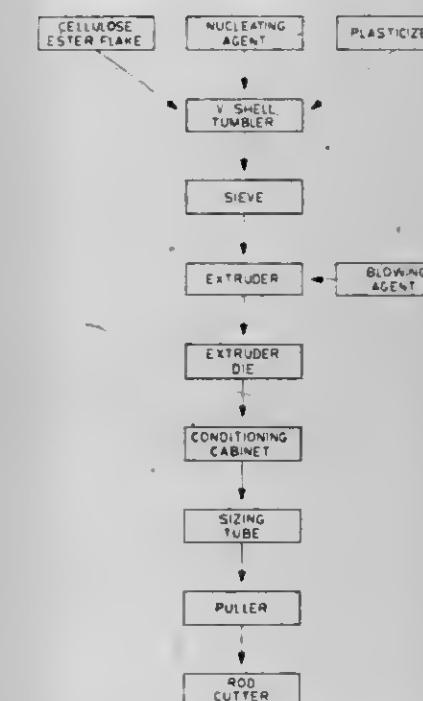 CELLULOSE
ESTER FLAKE
NUCLEATING
AGENT
PLASTICIZE
V SHELL
TUMBLER
SIEVE
EXTRUDER
BLOWING
AGENT
EXTRUDER
DIE
CONDITIONING
CABINET
SIZING
TUBE
PULLER
ROD
CUTTER